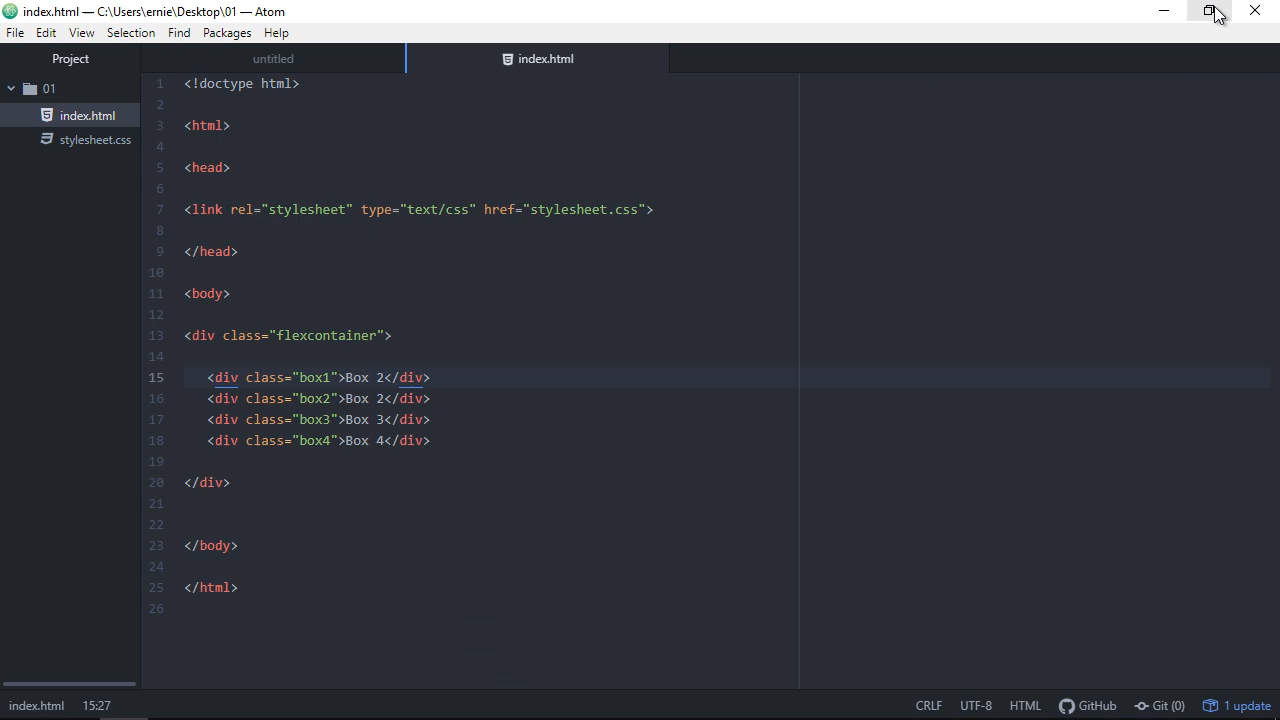 index.html — C:\Users\ernie\Desktop\01 — Atom
File Edit View Selection Find Packages Help
Project untitled index.html
01
index.html
stylesheet.css
1 <!doctype html>
2
3 <html>
4
5 <head>
6
7 <link rel="stylesheet" type="text/css" href="stylesheet.css">
8
9 </head>
10
11 <body>
12
13 <div class="flexcontainer">
14
15 <div class="box1">Box 2</div>
16 <div class="box2">Box 2</div>
17 <div class="box3">Box 3</div>
18 <div class="box4">Box 4</div>
19
20 </div>
21
22
23 </body>
24
25 </html>
26
index.html 15:27 CRLF UTF-8 HTML GitHub Git (0) 1 update